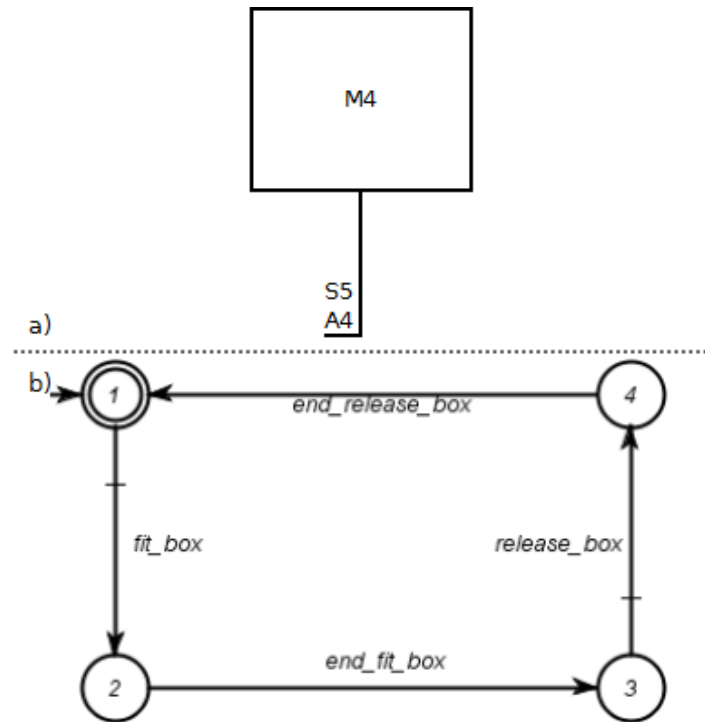 M4
S5
A4
a)
b)
1
end_release_box
4
fit_box
release_box
2
end_fit_box
3